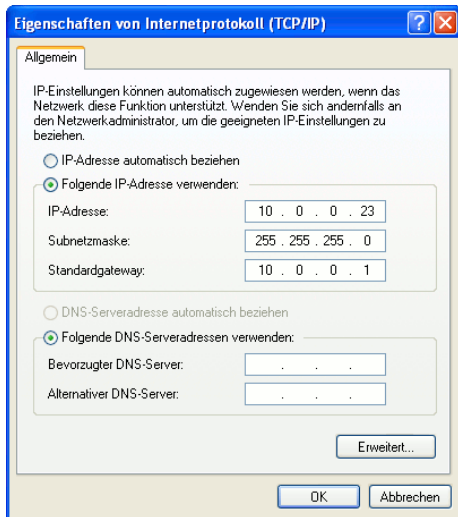 Eigenschaften von Internetprotokoll (TCP/IP)
Allgemein
IP-Einstellungen können automatisch zugewiesen werden, wenn das
Netzwerk diese Funktion unterstützt. Wenden Sie sich andernfalls an
den Netzwerkadministrator, um die geeigneten IP-Einstellungen zu
beziehen.
IP-Adresse automatisch beziehen
Folgende IP-Adresse verwenden:
IP-Adresse: 10 . 0 . 0 . 23
Subnetzmaske: 255 . 255 . 255 . 0
Standardgateway: 10 . 0 . 0 . 1
DNS-Serveradresse automatisch beziehen
Folgende DNS-Serveradressen verwenden:
Bevorzugter DNS-Server: . . .
Alternativer DNS-Server: . . .
Erweitert...
OK Abbrechen